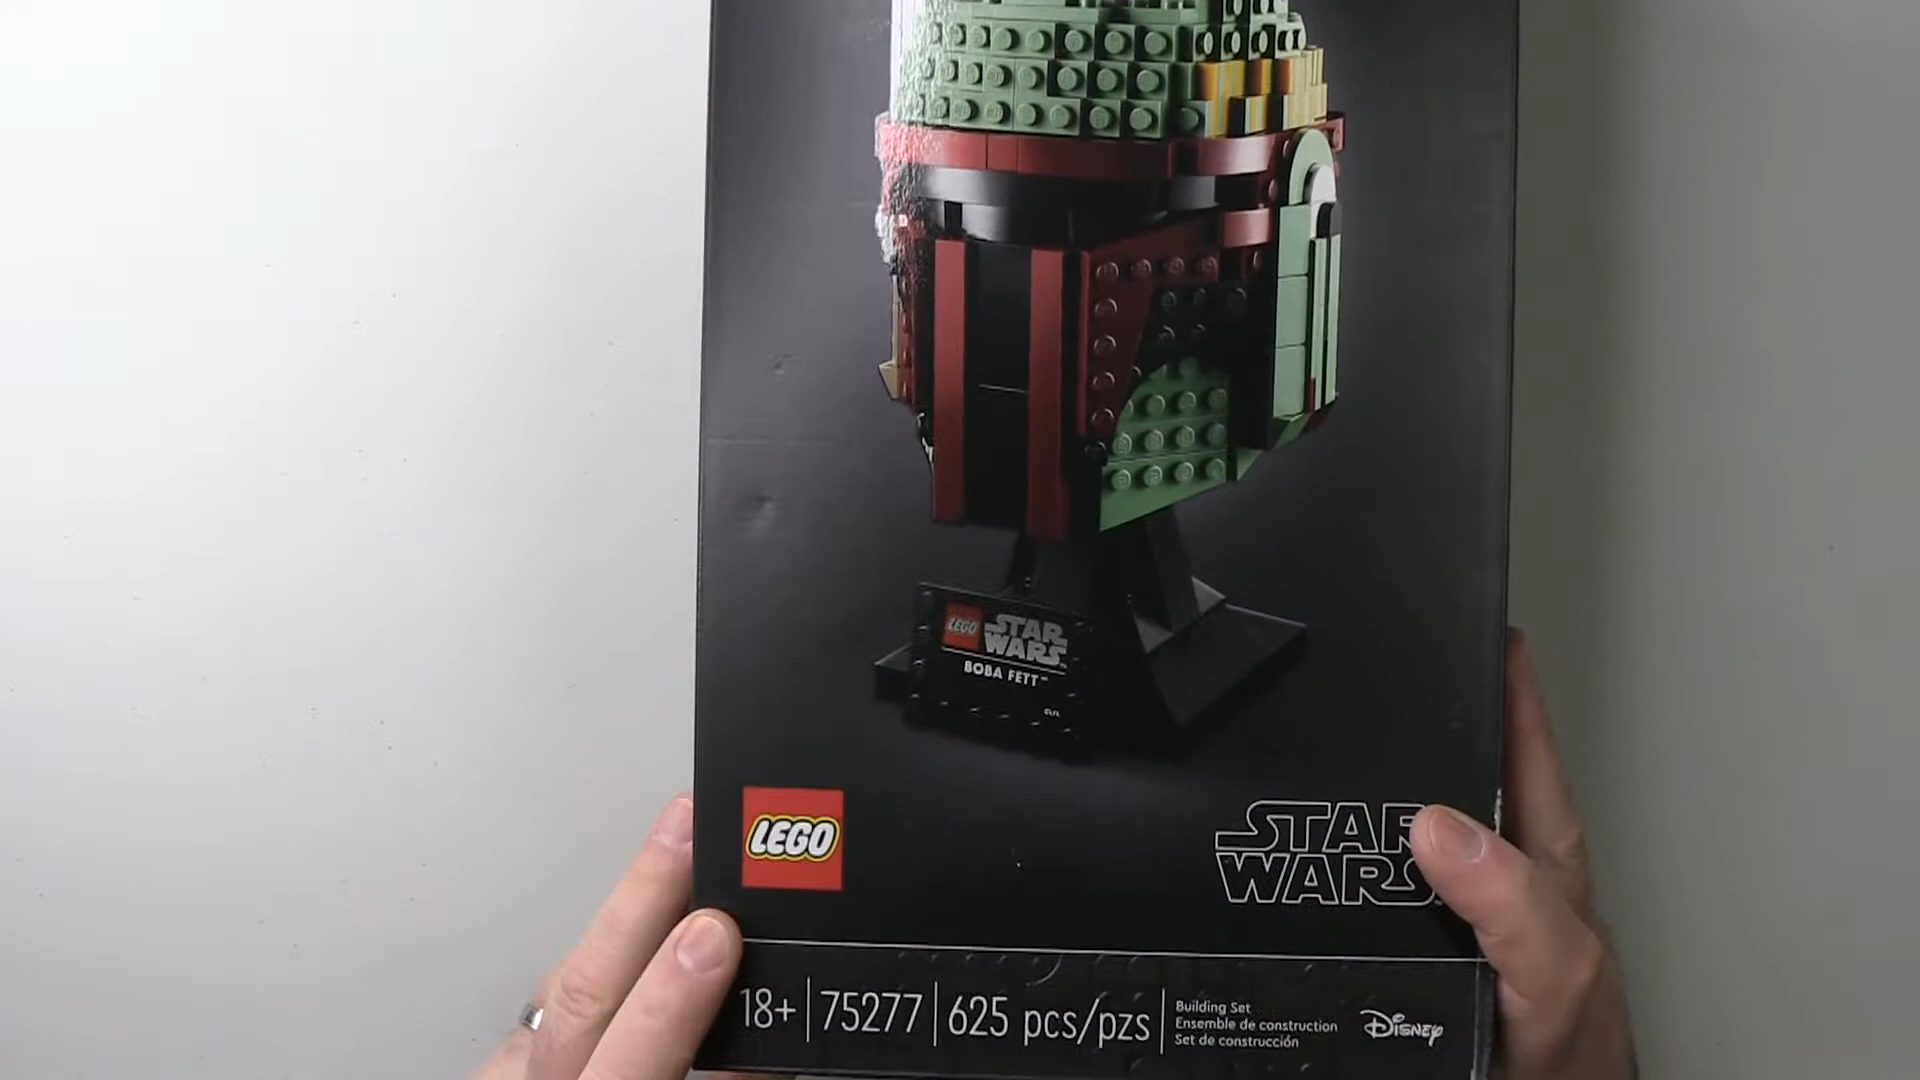 LEGO STAR WARS
BOBA FETT™
LEGO
STAR WARS
18+ | 75277 | 625 pcs/pzs
Building Set
Ensemble de construction
Set de construcción
Disney